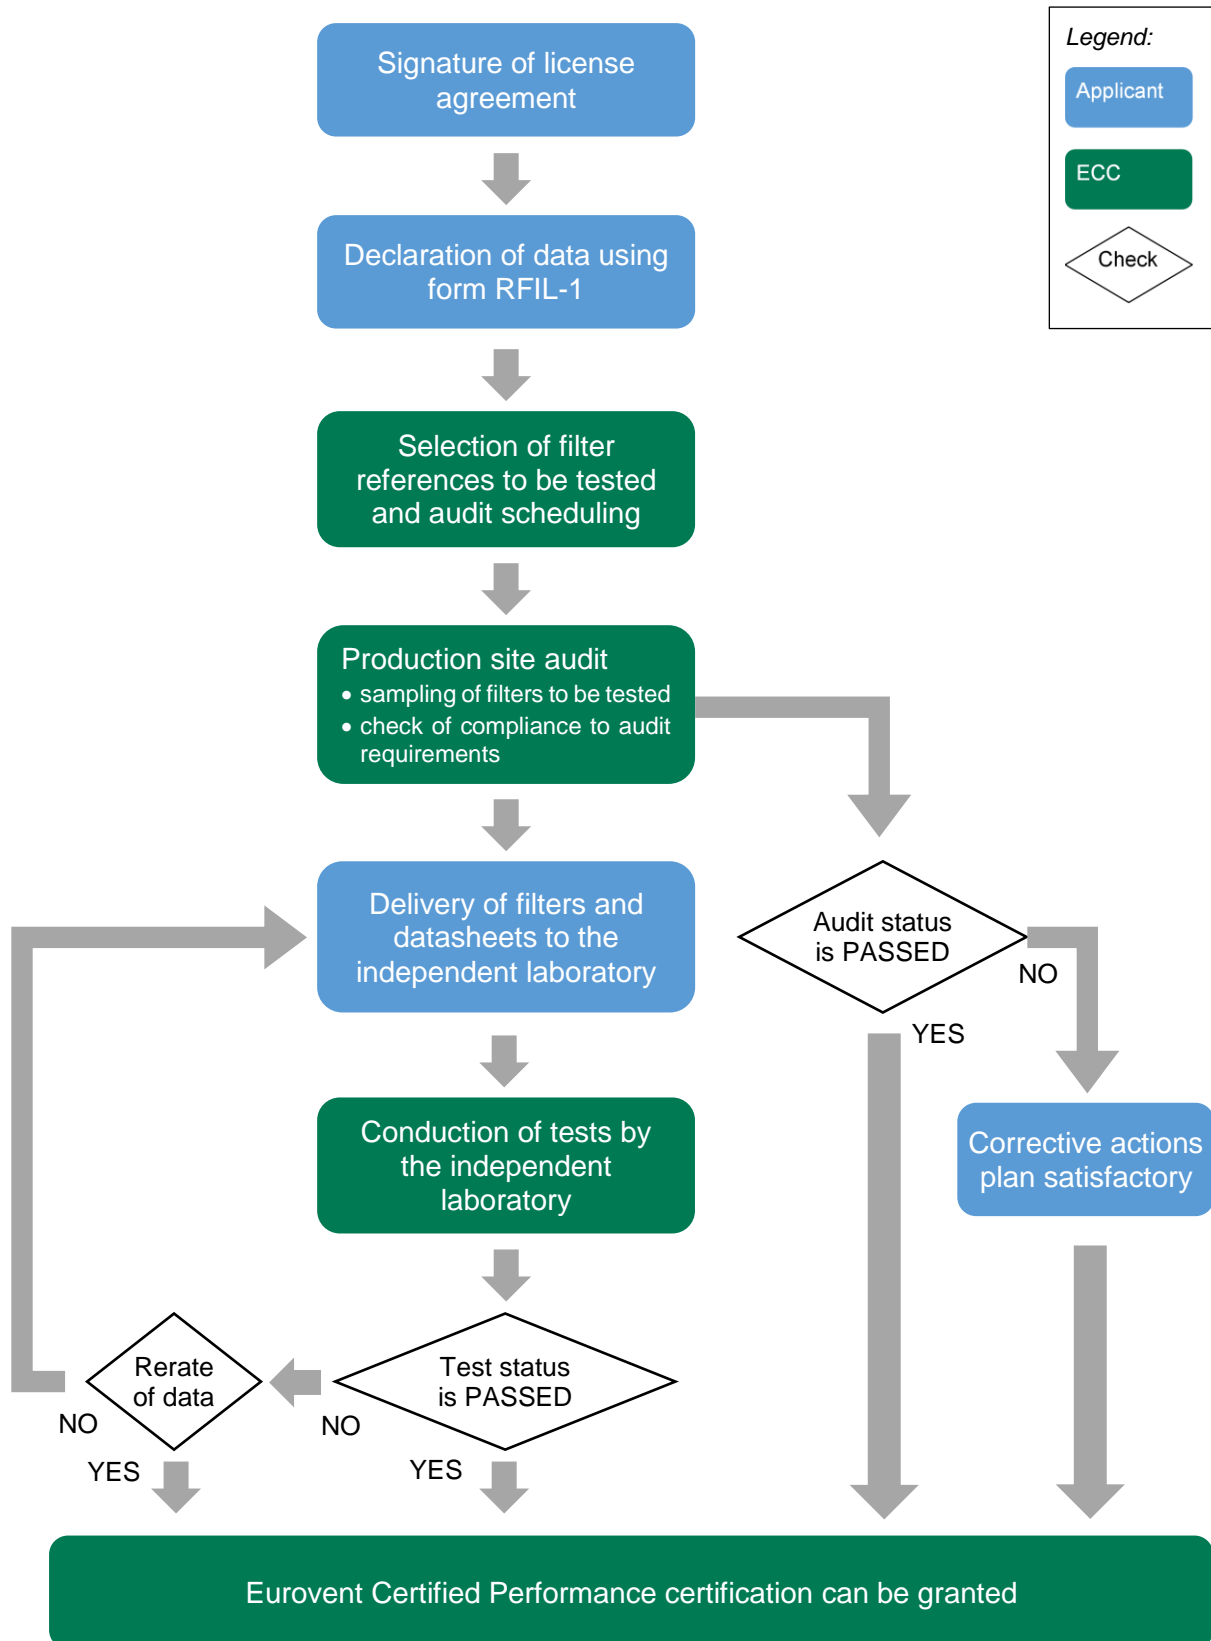 Signature of license
agreement
Legend:
Applicant
ECC
Check
Declaration of data using
form RFIL-1
Selection of filter
references to be tested
and audit scheduling
Production site audit
• sampling of filters to be tested
• check of compliance to audit
requirements
Delivery of filters and
datasheets to the
independent laboratory
Audit status
is PASSED
NO
YES
Conduction of tests by
the independent
laboratory
Corrective actions
plan satisfactory
Rerate
of data
NO
YES
Test status
is PASSED
NO
YES
Eurovent Certified Performance certification can be granted